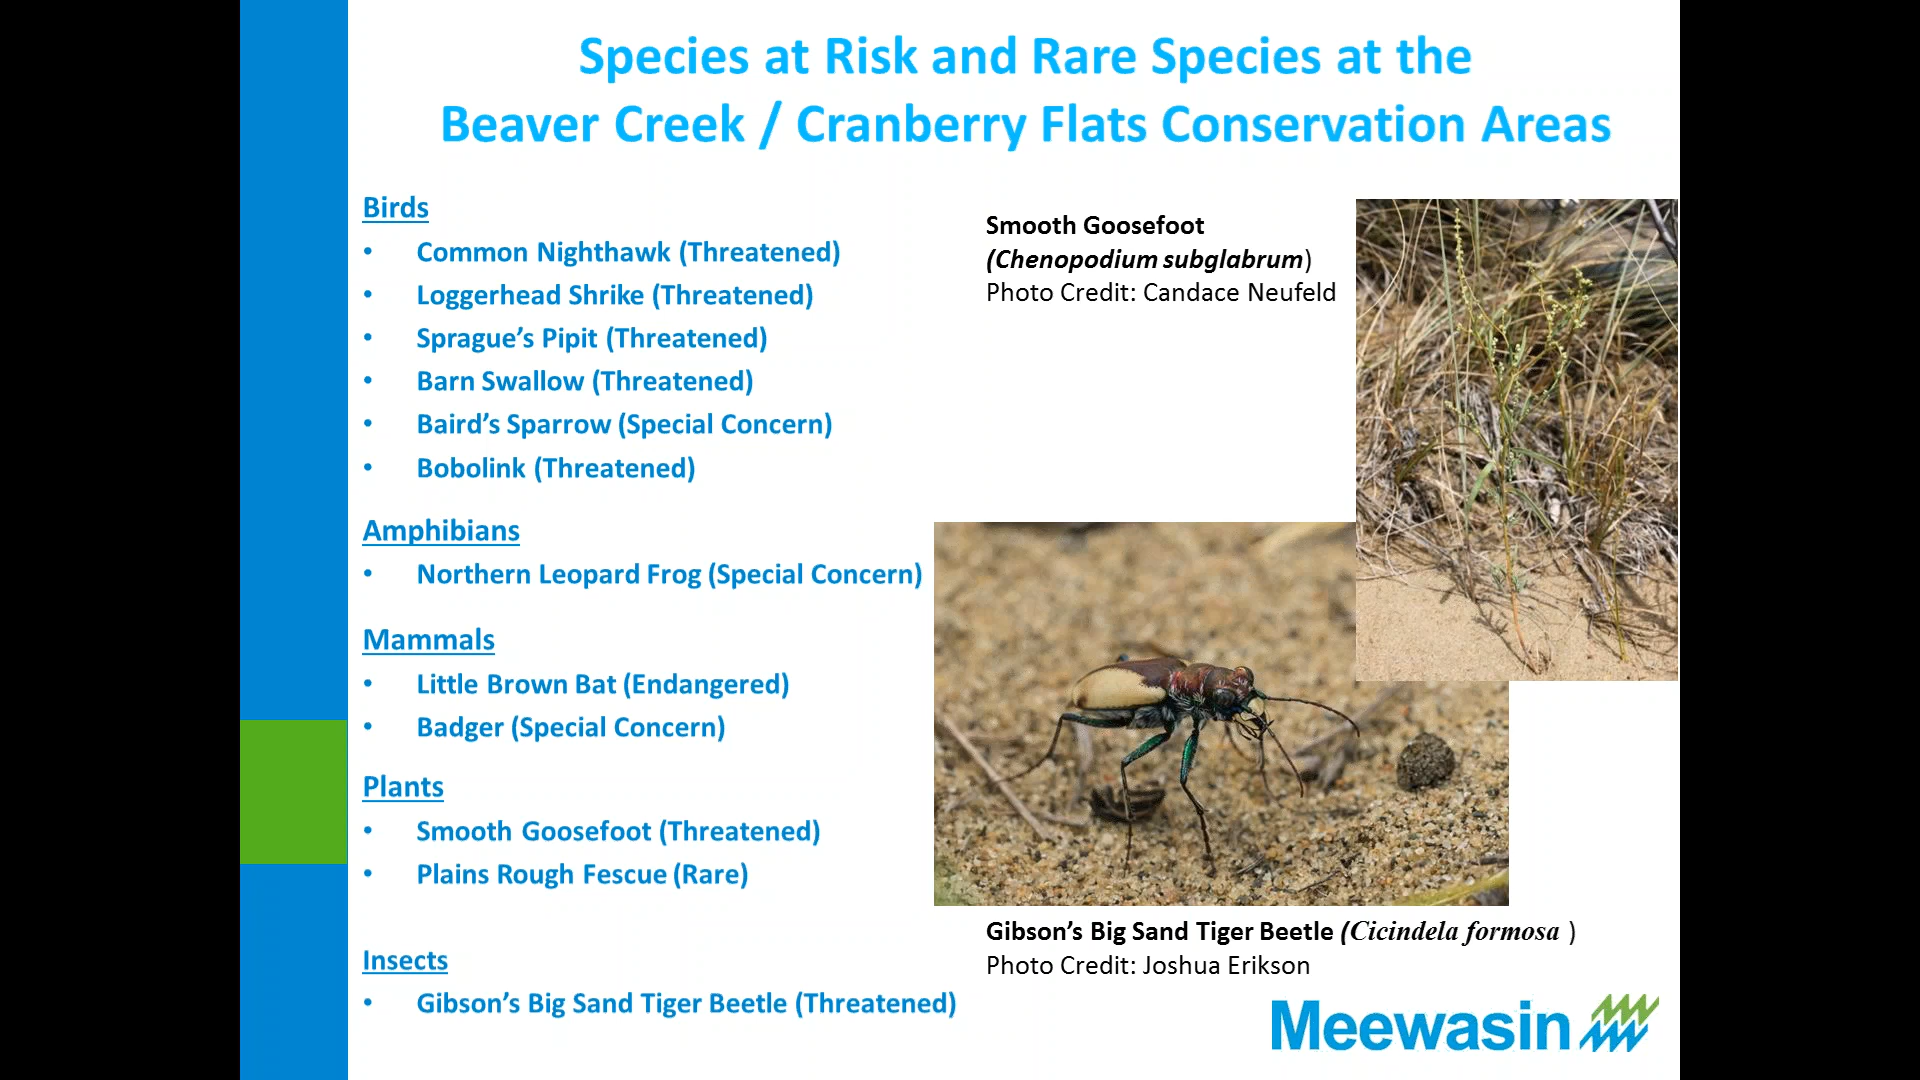 Species at Risk and Rare Species at the
Beaver Creek / Cranberry Flats Conservation Areas
Birds
• Common Nighthawk (Threatened)
• Loggerhead Shrike (Threatened)
• Sprague’s Pipit (Threatened)
• Barn Swallow (Threatened)
• Baird’s Sparrow (Special Concern)
• Bobolink (Threatened)
Amphibians
• Northern Leopard Frog (Special Concern)
Mammals
• Little Brown Bat (Endangered)
• Badger (Special Concern)
Plants
• Smooth Goosefoot (Threatened)
• Plains Rough Fescue (Rare)
Insects
• Gibson’s Big Sand Tiger Beetle (Threatened)
Smooth Goosefoot
(Chenopodium subglabrum)
Photo Credit: Candace Neufeld
Gibson’s Big Sand Tiger Beetle (Cicindela formosa )
Photo Credit: Joshua Erikson
Meewasin